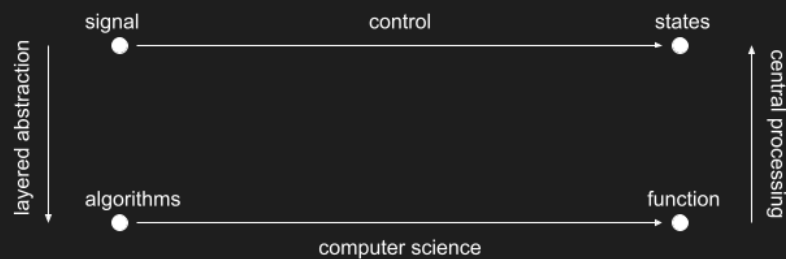 signal
control
states
layered abstraction
central processing
algorithms
function
computer science